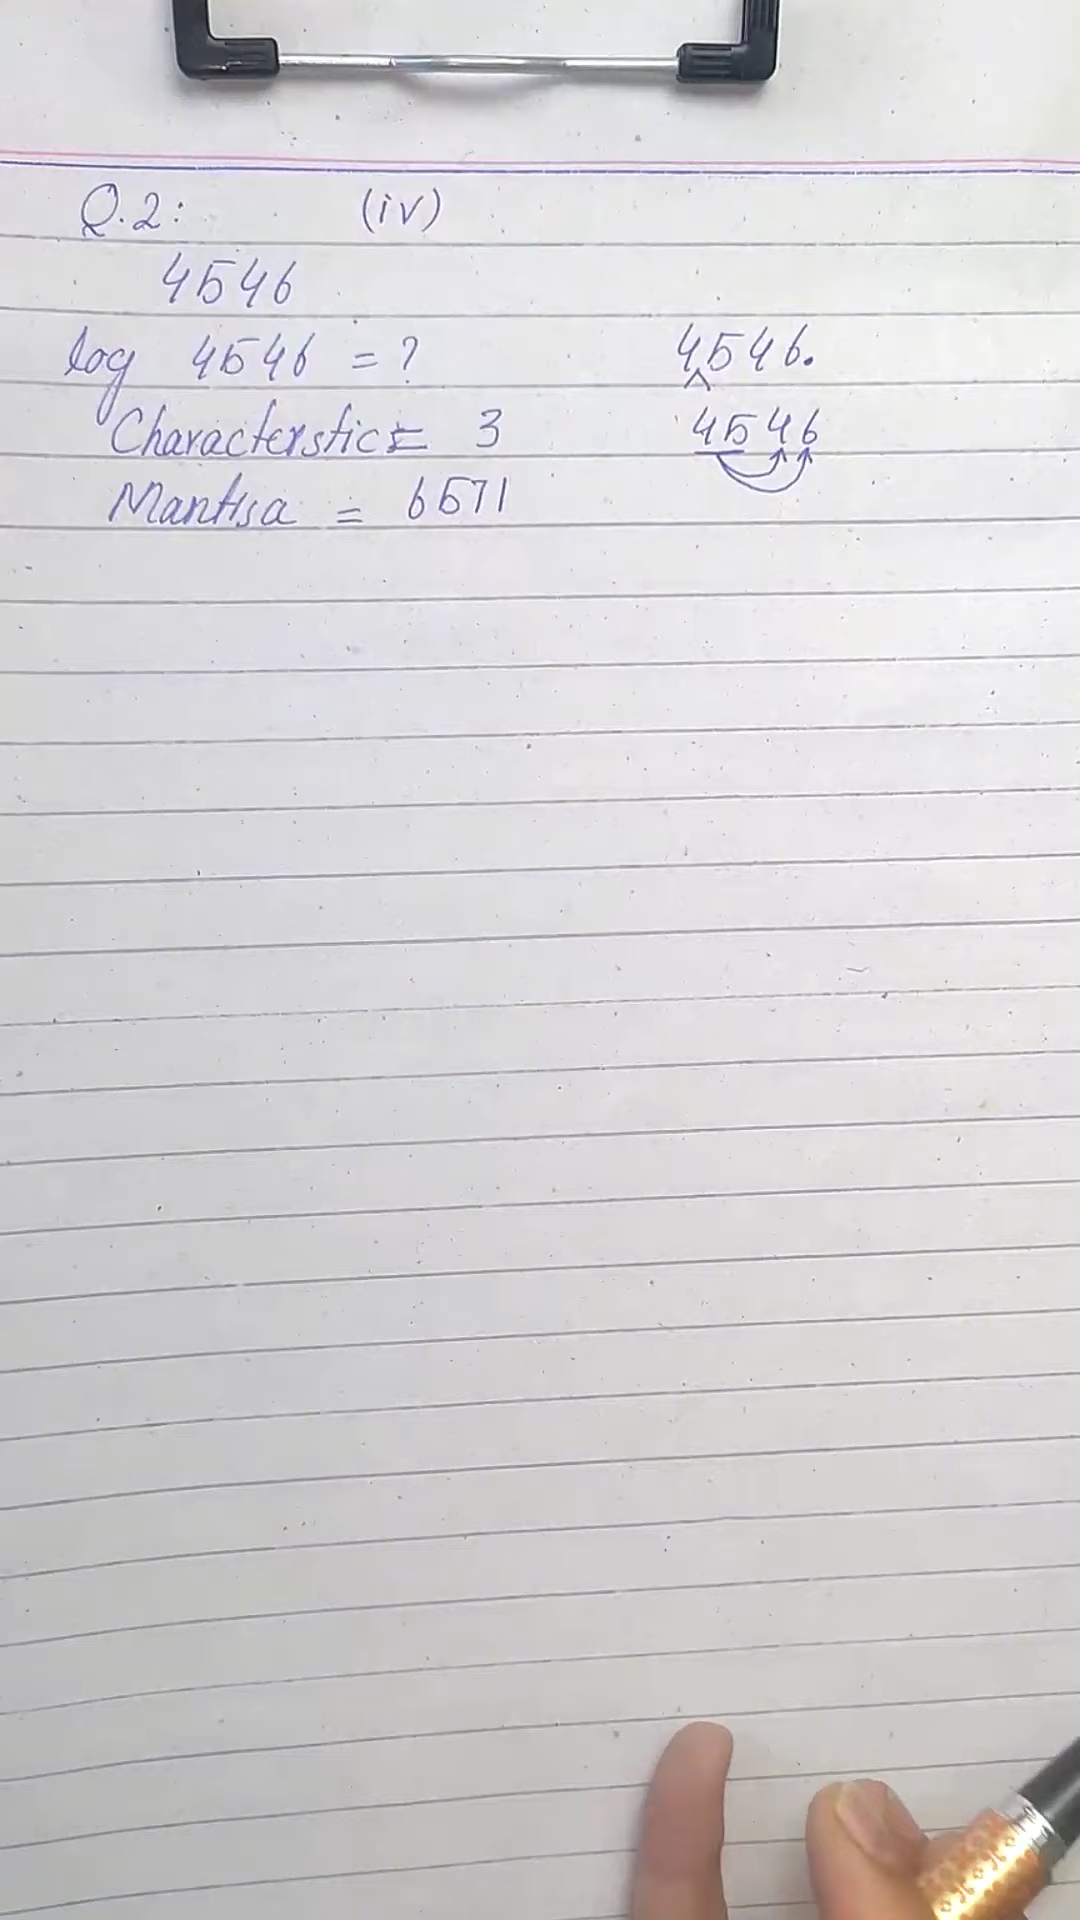 Q.2: (iv)
4546
log 4546 = ? 4546.
Characterstic = 3 4546
Mantisa = 6571